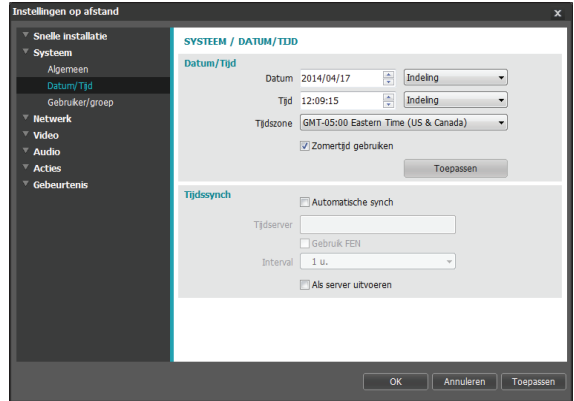 Instellingen op afstand
x
Snelle installatie
Systeem
Algemeen
Datum/Tijd
Gebruiker/groep
Netwerk
Video
Audio
Acties
Gebeurtenis
SYSTEEM / DATUM/TIJD
Datum/Tijd
Datum 2014/04/17 Indeling
Tijd 12:09:15 Indeling
Tijdszone GMT-05:00 Eastern Time (US & Canada)
Zomertijd gebruiken
Toepassen
Tijdssynch
Automatische synch
Tijdserver
Gebruik FEN
Interval 1 u.
Als server uitvoeren
OK Annuleren Toepassen